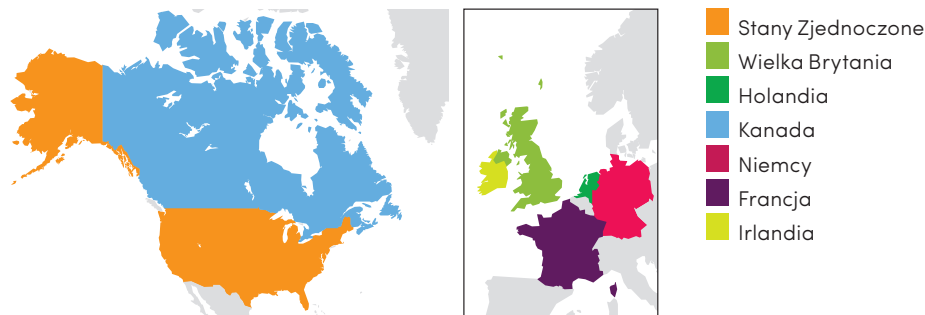 Stany Zjednoczone
Wielka Brytania
Holandia
Kanada
Niemcy
Francja
Irlandia